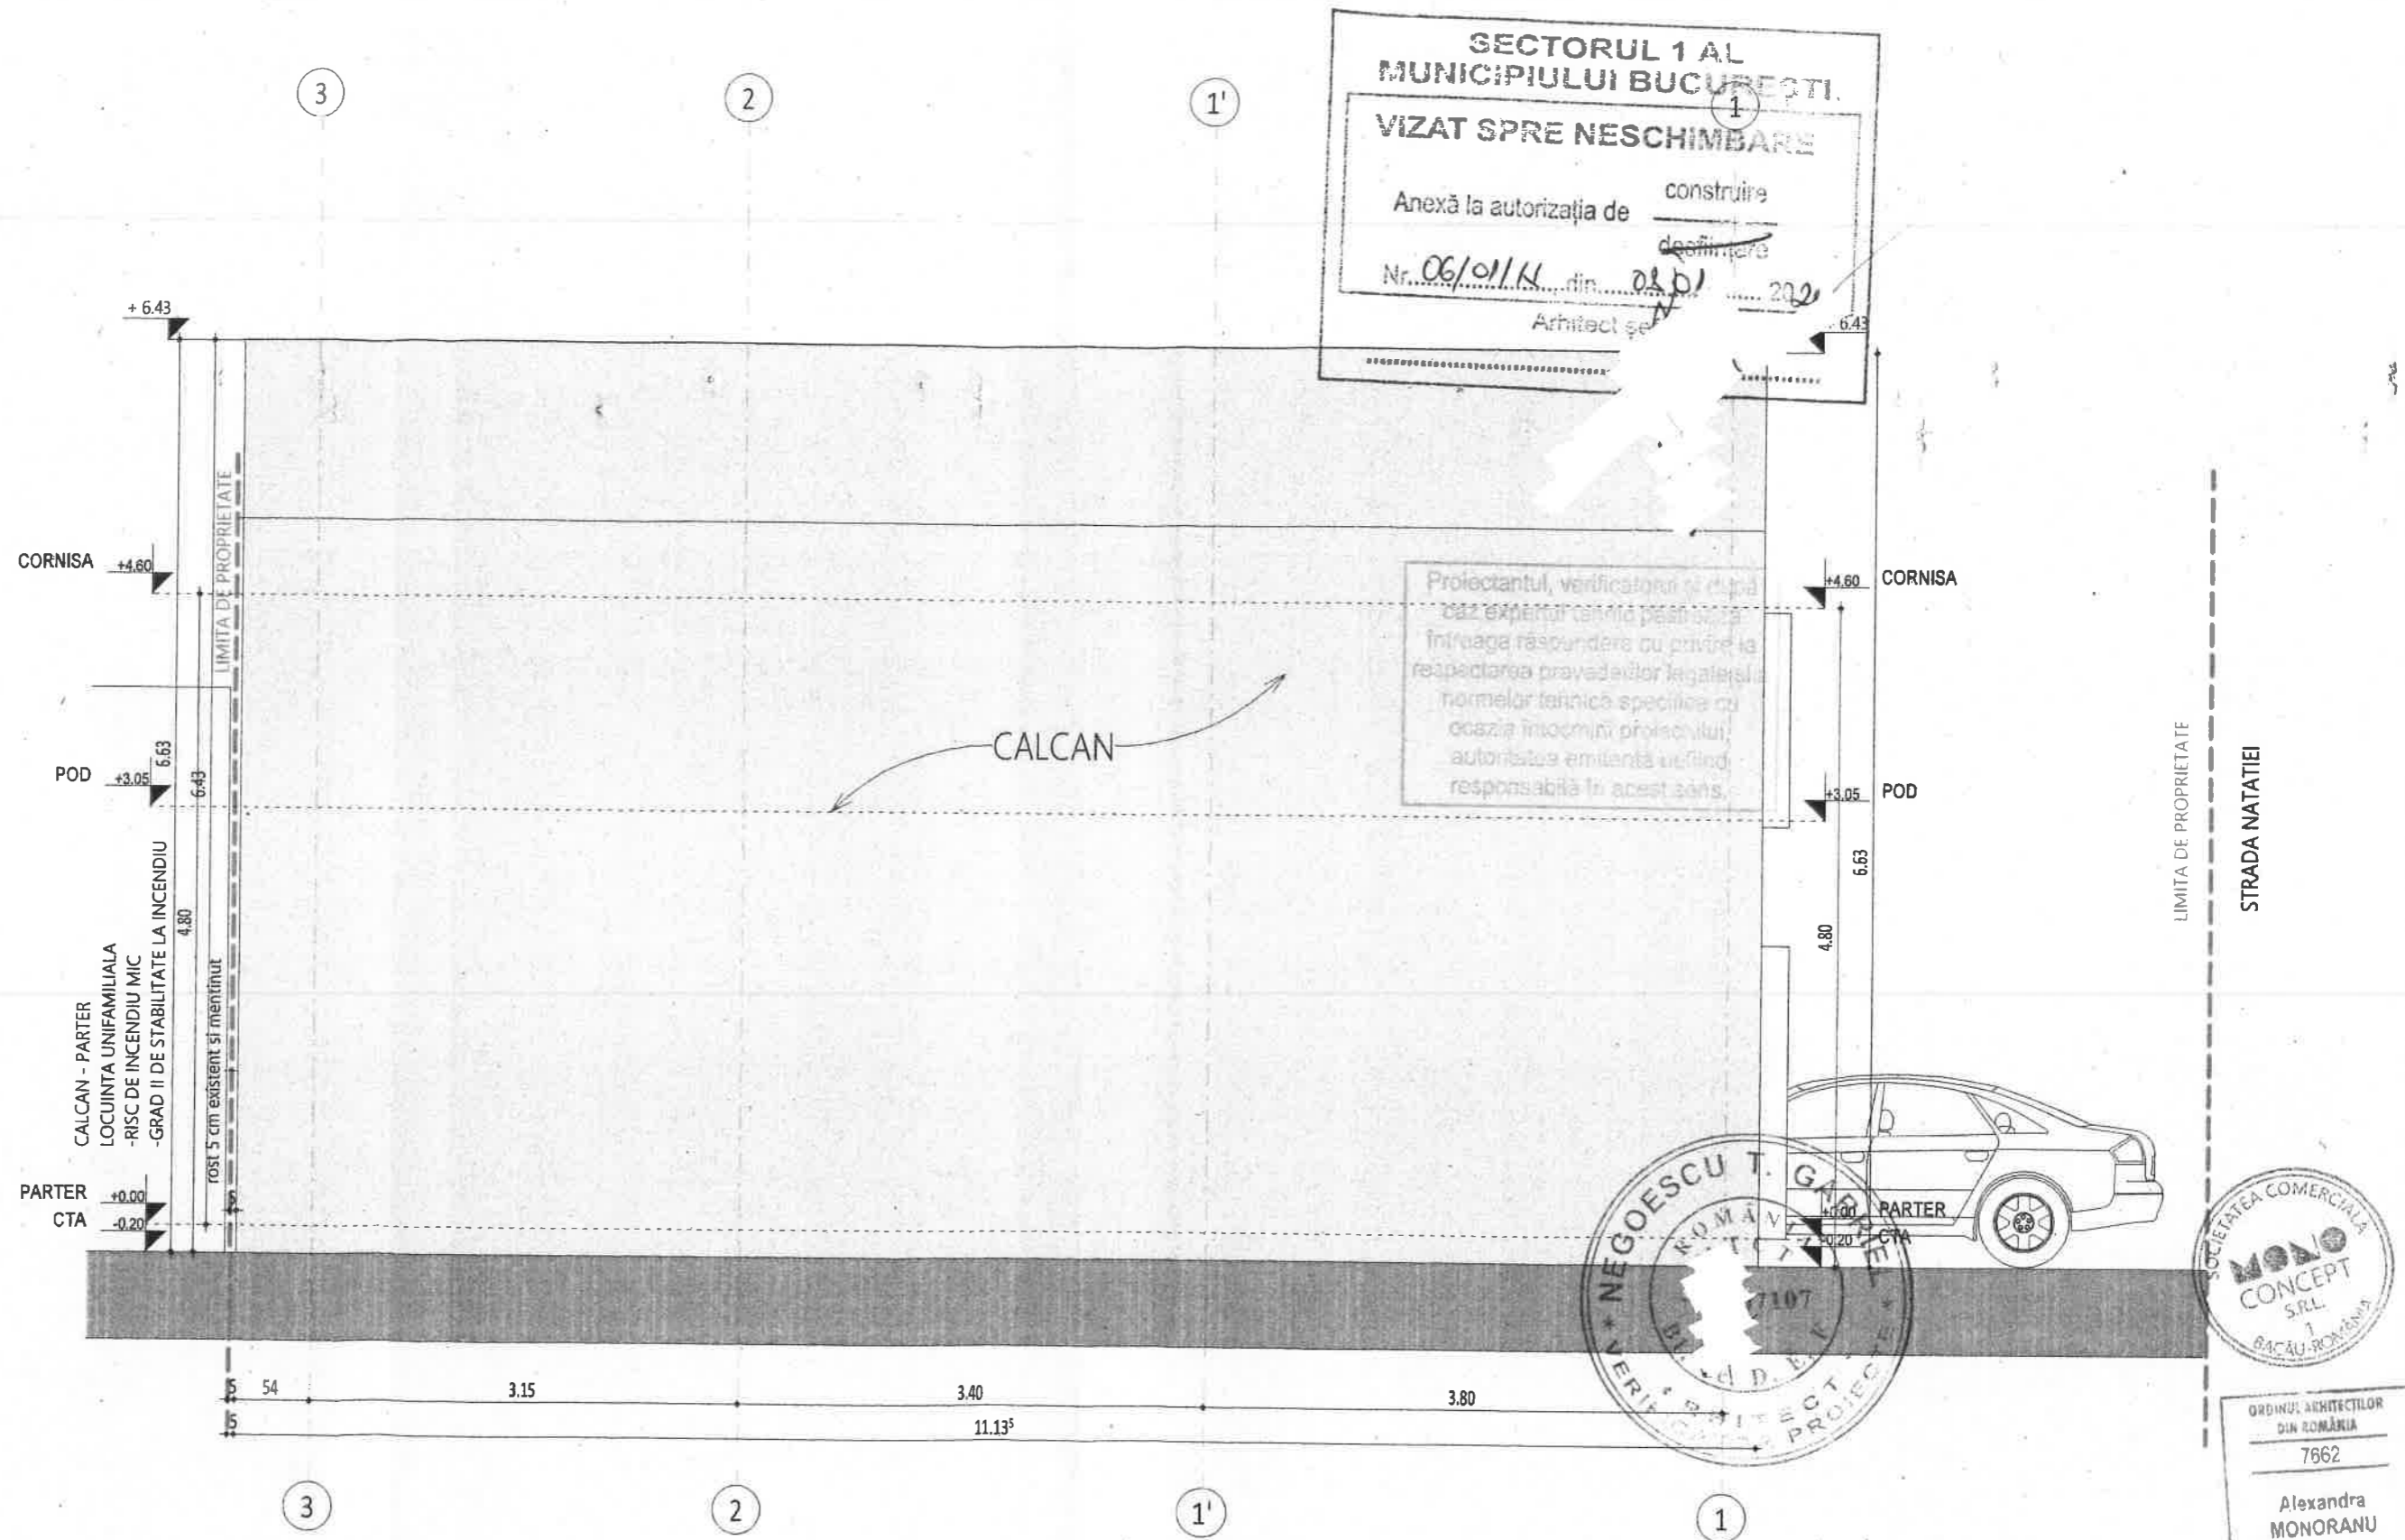 SECTORUL 1 AL
MUNICIPIULUI BUCUREȘTI
VIZAT SPRE NESCHIMBARE
Anexă la autorizația de
construire
desființare
Nr. 06/01/N din
Arhitect șef
3
2
1'
1
+ 6.43
6.43
LIMITA DE PROPRIETATE
CORNISA
+4.60
+4.60
CORNISA
Proiectantul, verificatorul și după
caz expertul tehnic păstrează
întreaga răspundere cu privire la
respectarea prevederilor legale și a
normelor tehnice specifice cu
ocazia întocmirii proiectului,
autoritatea emitentă nefiind
responsabilă în acest sens.
CALCAN
POD
+3.05
+3.05
POD
6.63
6.43
4.80
6.63
4.80
LIMITA DE PROPRIETATE
STRADA NATATIEI
CALCAN - PARTER
LOCUINTA UNIFAMILIALA
-RISC DE INCENDIU MIC
-GRAD II DE STABILITATE LA INCENDIU
rost 5 cm existent si mentinut
5
PARTER
+0.00
CTA
-0.20
+0.00
PARTER
-0.20
CTA
* NEGOESCU T. GABRIEL *
ROMÂNIA
7107
VERIFICATOR PROIECTE
SOCIETATEA COMERCIALA
MONO
CONCEPT
S.R.L.
1
BACĂU-ROMÂNIA
5
54
3.15
3.40
3.80
5
11.13⁵
ORDINUL ARHITECȚILOR
DIN ROMÂNIA
7662
Alexandra
MONORANU
3
2
1'
1